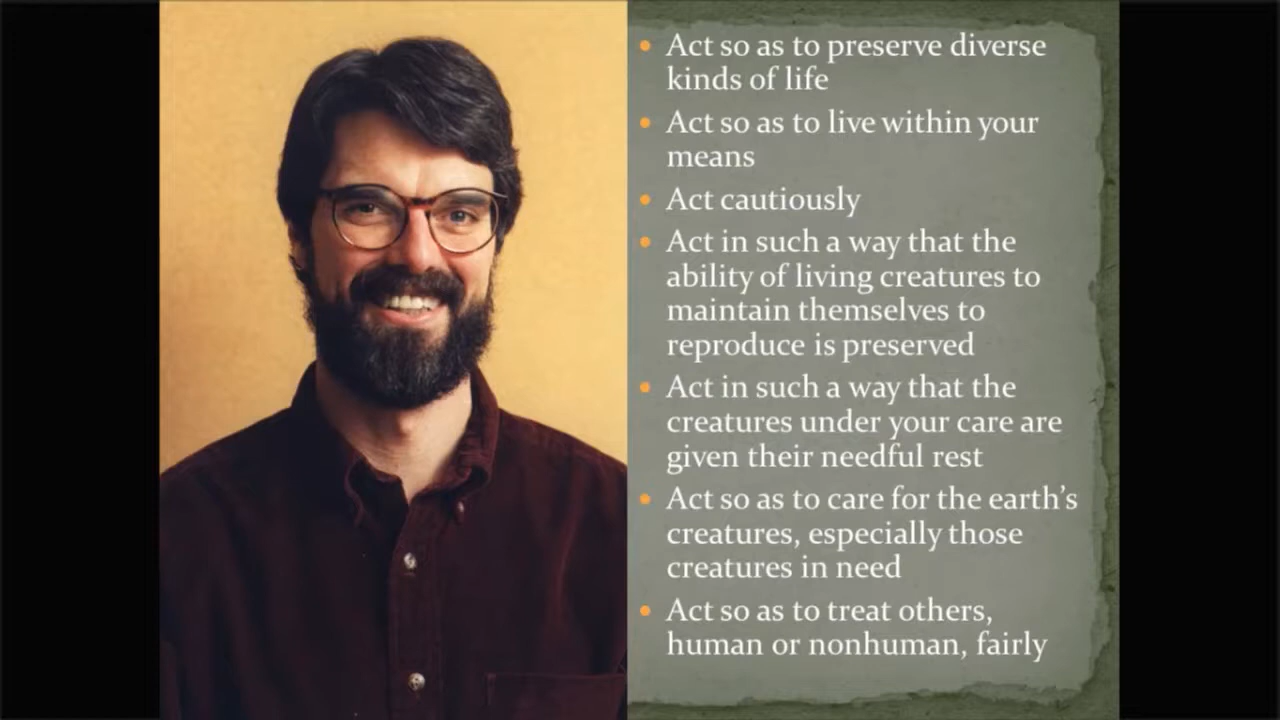 Act so as to preserve diverse
kinds of life
Act so as to live within your
means
Act cautiously
Act in such a way that the
ability of living creatures to
maintain themselves to
reproduce is preserved
Act in such a way that the
creatures under your care are
given their needful rest
Act so as to care for the earth’s
creatures, especially those
creatures in need
Act so as to treat others,
human or nonhuman, fairly